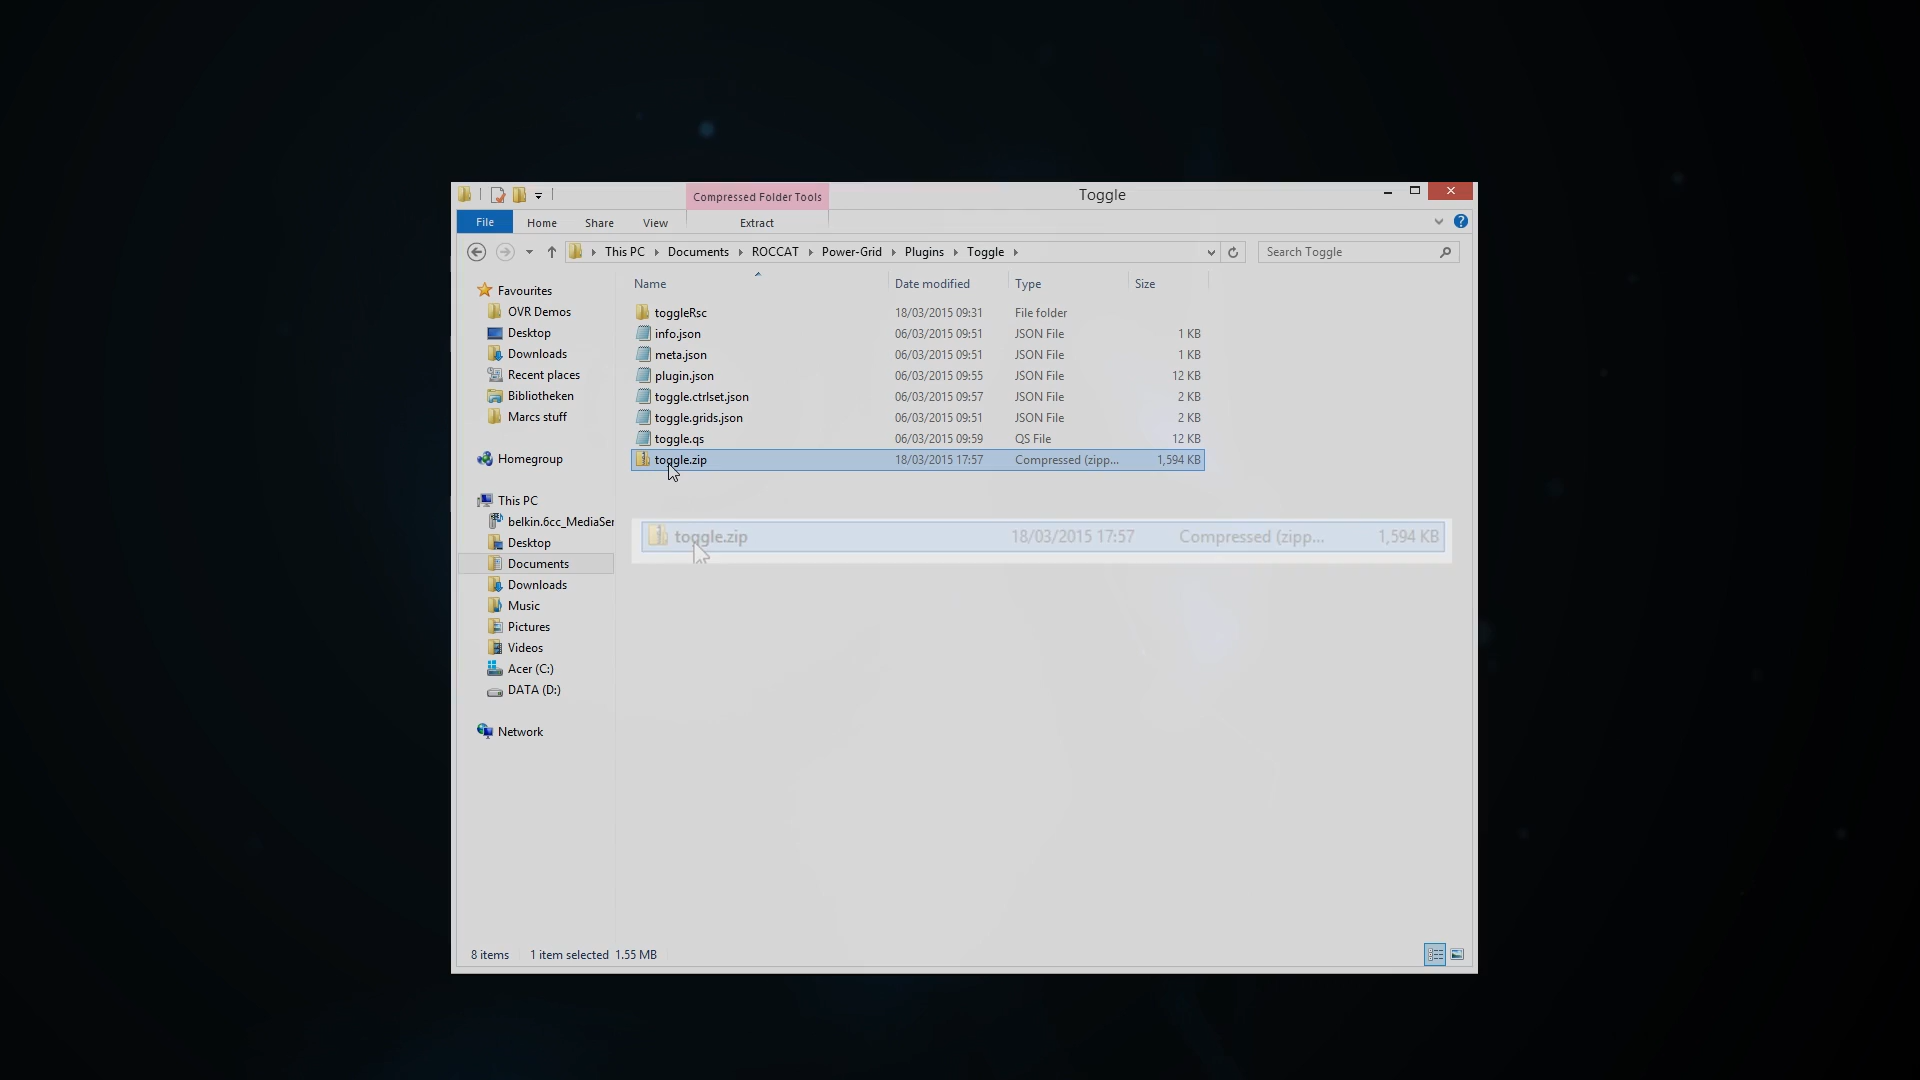 Compressed Folder Tools
Toggle
File Home Share View Extract
This PC Documents ROCCAT Power-Grid Plugins Toggle
Search Toggle
Name Date modified Type Size
Favourites
OVR Demos
Desktop
Downloads
Recent places
Bibliotheken
Marcs stuff
Homegroup
This PC
belkin.6cc_MediaSer
Desktop
Documents
Downloads
Music
Pictures
Videos
Acer (C:)
DATA (D:)
Network
toggleRsc 18/03/2015 09:31 File folder
info.json 06/03/2015 09:51 JSON File 1 KB
meta.json 06/03/2015 09:51 JSON File 1 KB
plugin.json 06/03/2015 09:55 JSON File 12 KB
toggle.ctrlset.json 06/03/2015 09:57 JSON File 2 KB
toggle.grids.json 06/03/2015 09:51 JSON File 2 KB
toggle.qs 06/03/2015 09:59 QS File 12 KB
toggle.zip 18/03/2015 17:57 Compressed (zipp... 1,594 KB
toggle.zip 18/03/2015 17:57 Compressed (zipp... 1,594 KB
8 items 1 item selected 1.55 MB